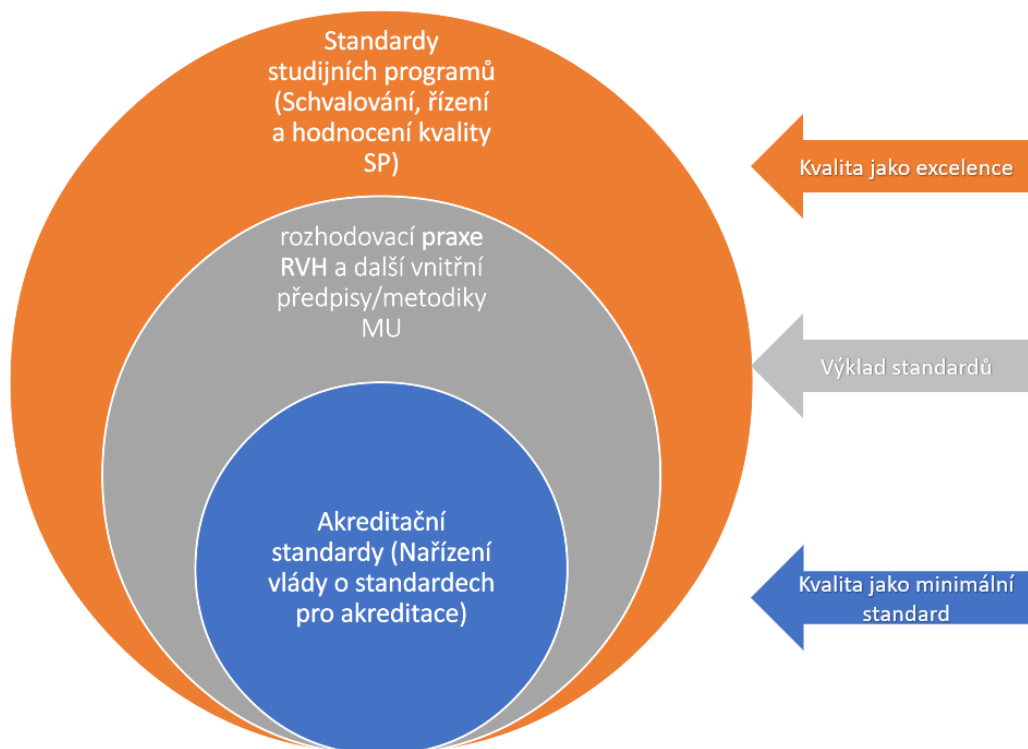 Standardy
studijních programů
(Schvalování, řízení
a hodnocení kvality
SP)
Kvalita jako excelence
rozhodovací praxe
RVH a další vnitřní
předpisy/metodiky
MU
Výklad standardů
Akreditační
standardy (Nařízení
vlády o standardech
pro akreditace)
Kvalita jako minimální
standard